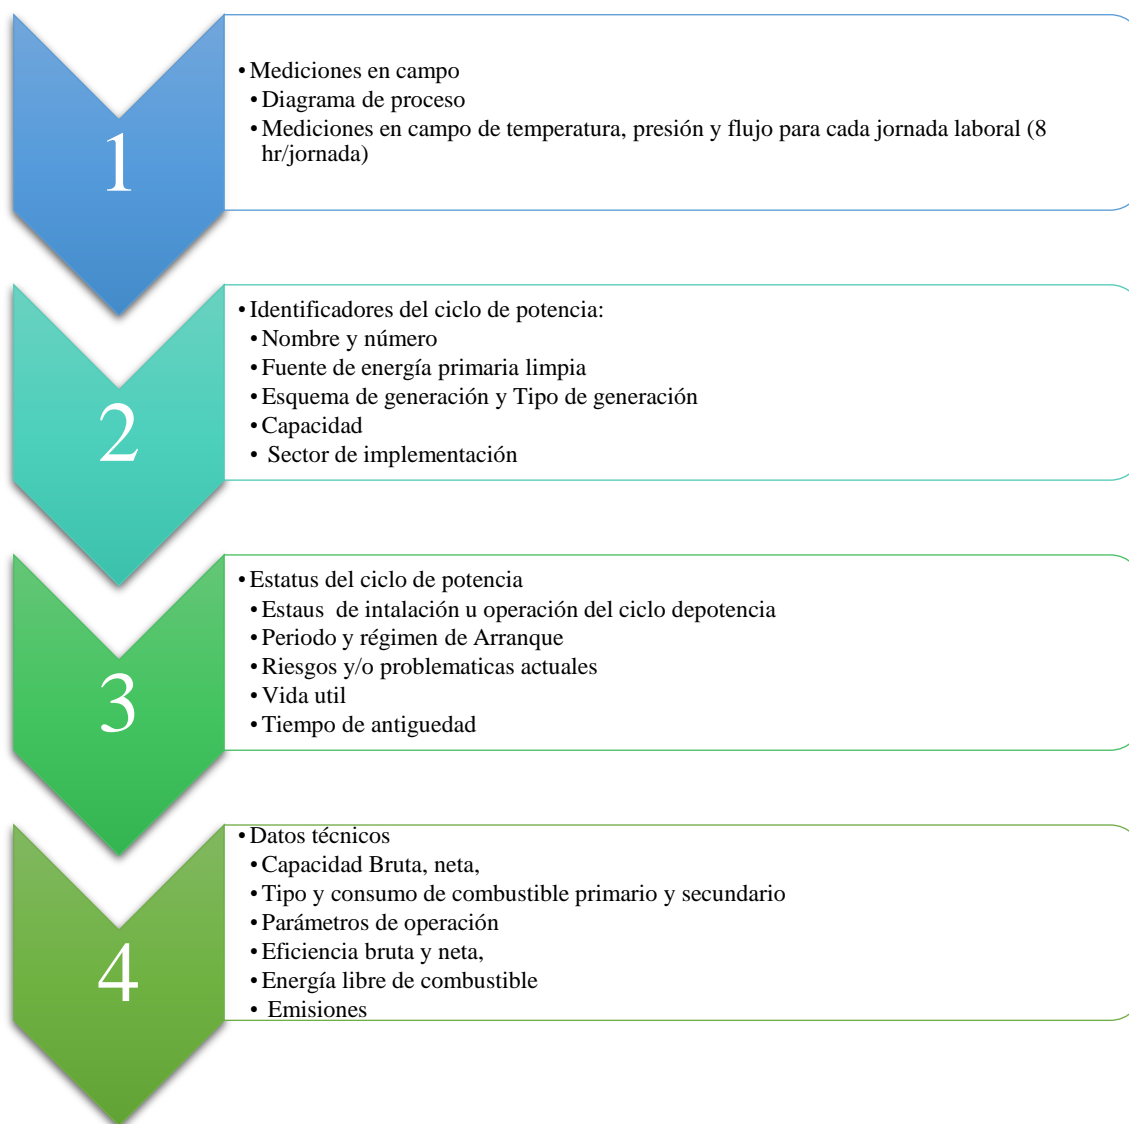 1
• Mediciones en campo
• Diagrama de proceso
• Mediciones en campo de temperatura, presión y flujo para cada jornada laboral (8
hr/jornada)
2
• Identificadores del ciclo de potencia:
• Nombre y número
• Fuente de energía primaria limpia
• Esquema de generación y Tipo de generación
• Capacidad
• Sector de implementación
3
• Estatus del ciclo de potencia
• Estaus de intalación u operación del ciclo depotencia
• Periodo y régimen de Arranque
• Riesgos y/o problematicas actuales
• Vida util
• Tiempo de antiguedad
4
• Datos técnicos
• Capacidad Bruta, neta,
• Tipo y consumo de combustible primario y secundario
• Parámetros de operación
• Eficiencia bruta y neta,
• Energía libre de combustible
• Emisiones